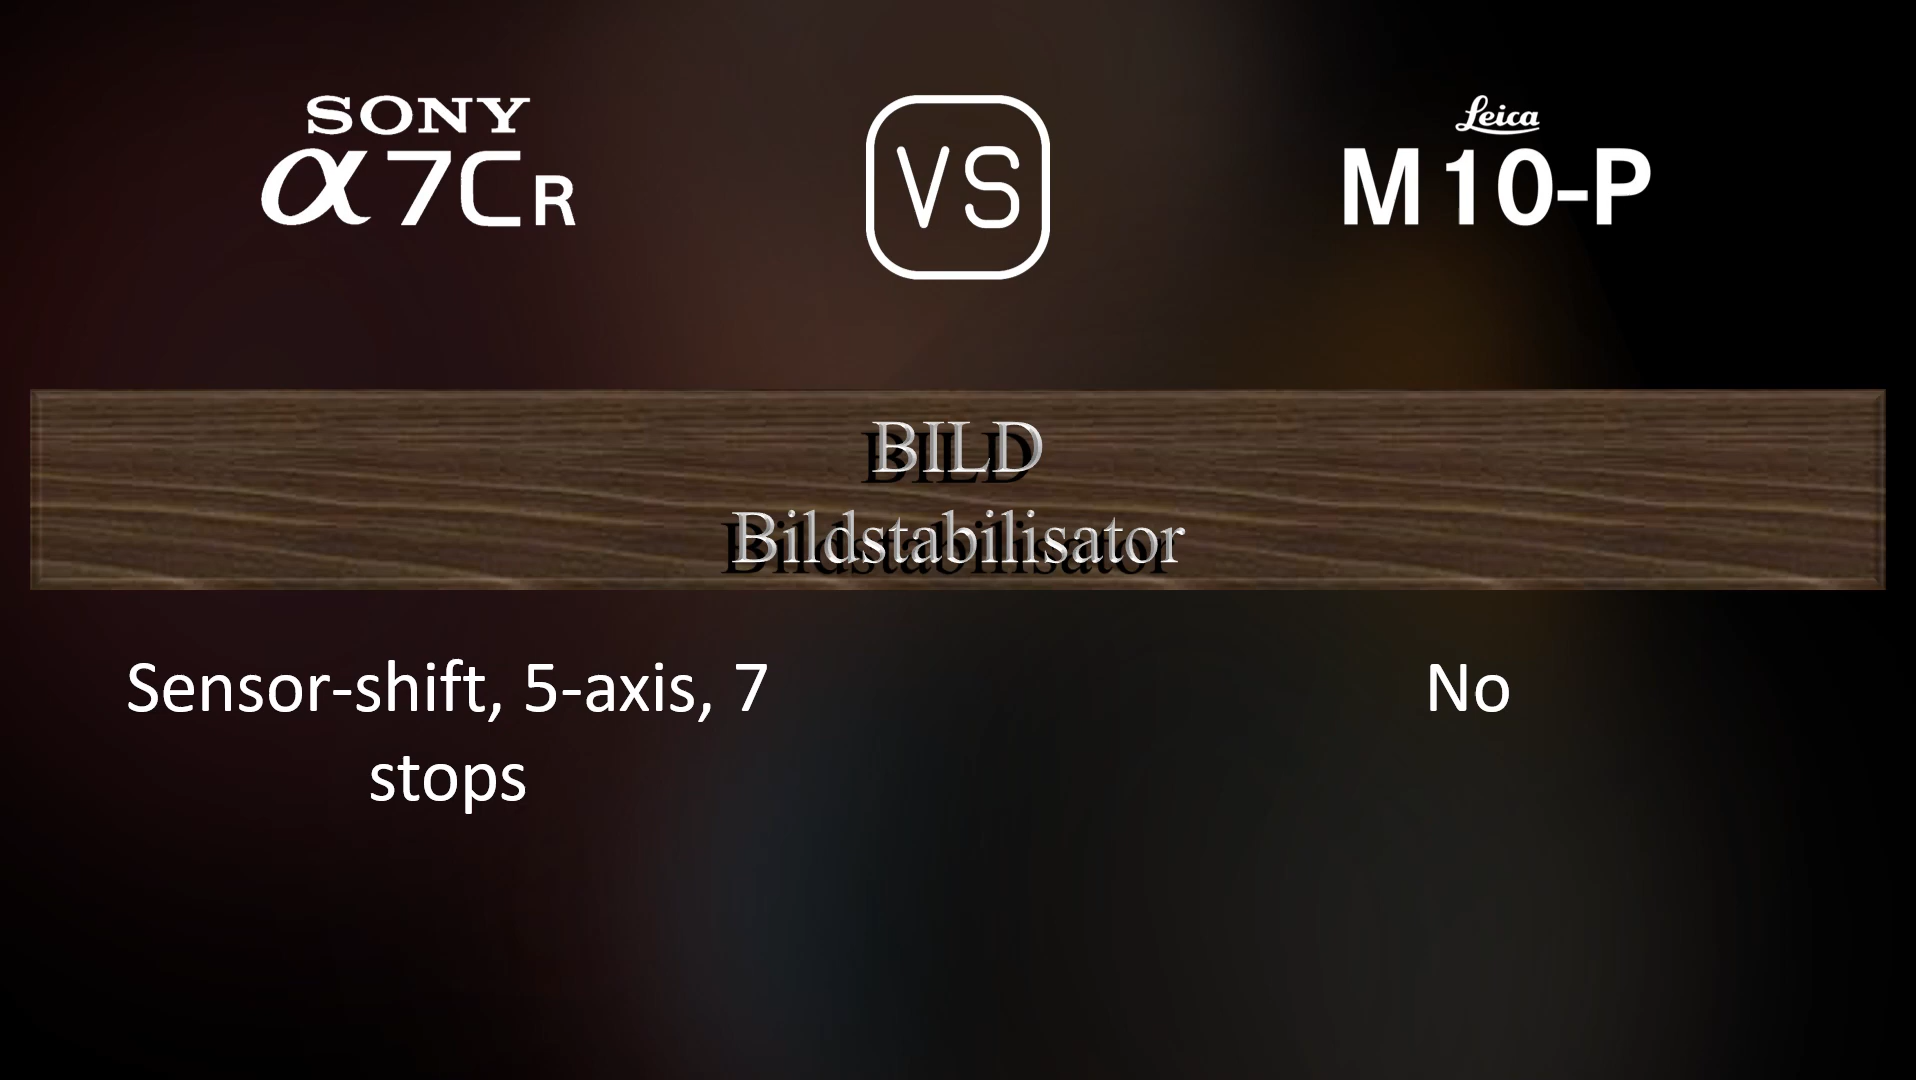 SONY
α7CR
VS
Leica
M10-P
BILD
Bildstabilisator
Sensor-shift, 5-axis, 7
stops
No